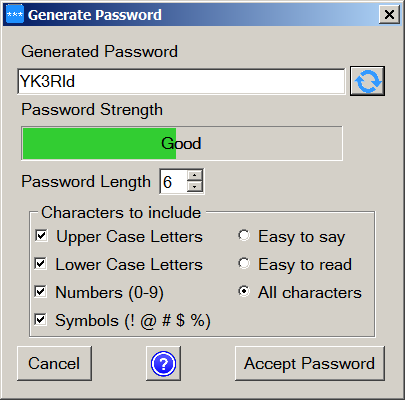 *** Generate Password
Generated Password
YK3Rld
Password Strength
Good
Password Length 6
Characters to include
Upper Case Letters Easy to say
Lower Case Letters Easy to read
Numbers (0-9) All characters
Symbols (! @ # $ %)
Cancel ? Accept Password